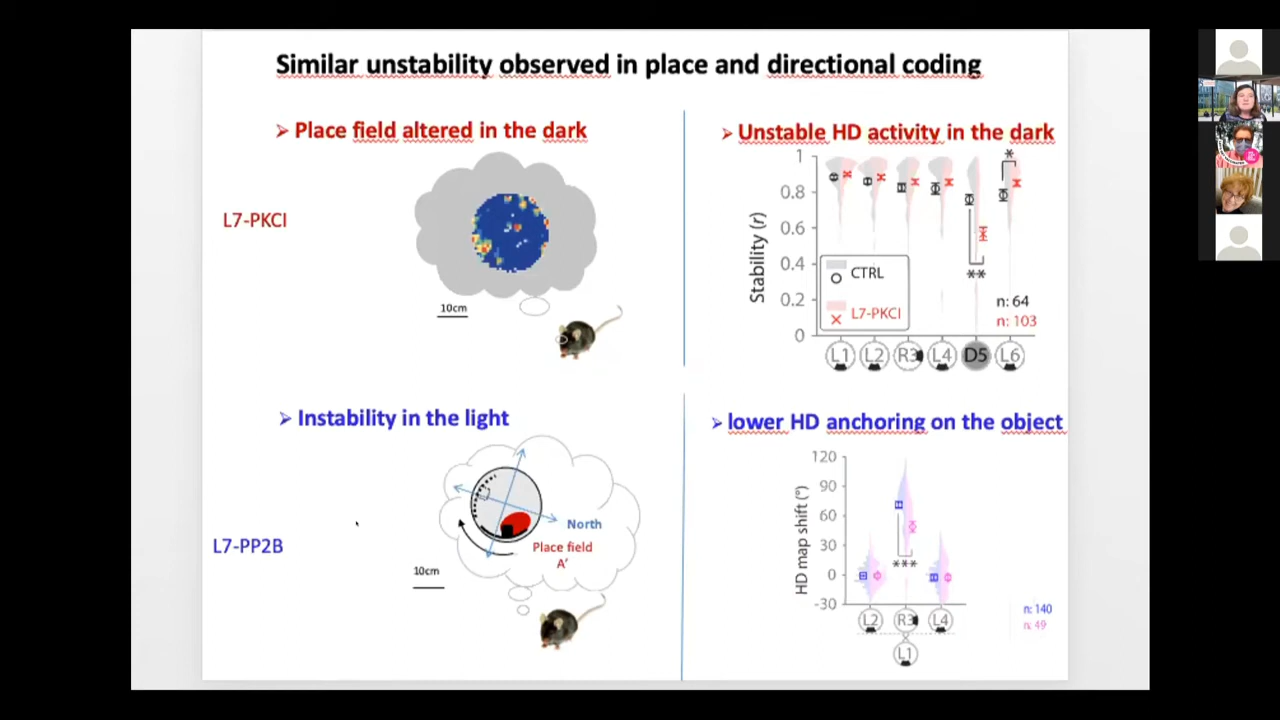 Similar unstability observed in place and directional coding
➢ Place field altered in the dark
L7-PKCI
10cm
➢ Unstable HD activity in the dark
Stability (r)
1
0.8
0.6
0.4
0.2
0
*
**
CTRL
L7-PKCI
n: 64
n: 103
L1 L2 R3 L4 D5 L6
➢ Instability in the light
L7-PP2B
North
Place field
A'
10cm
➢ lower HD anchoring on the object
HD map shift (°)
120
90
60
30
0
-30
***
n: 140
n: 49
L2 R3 L4
L1